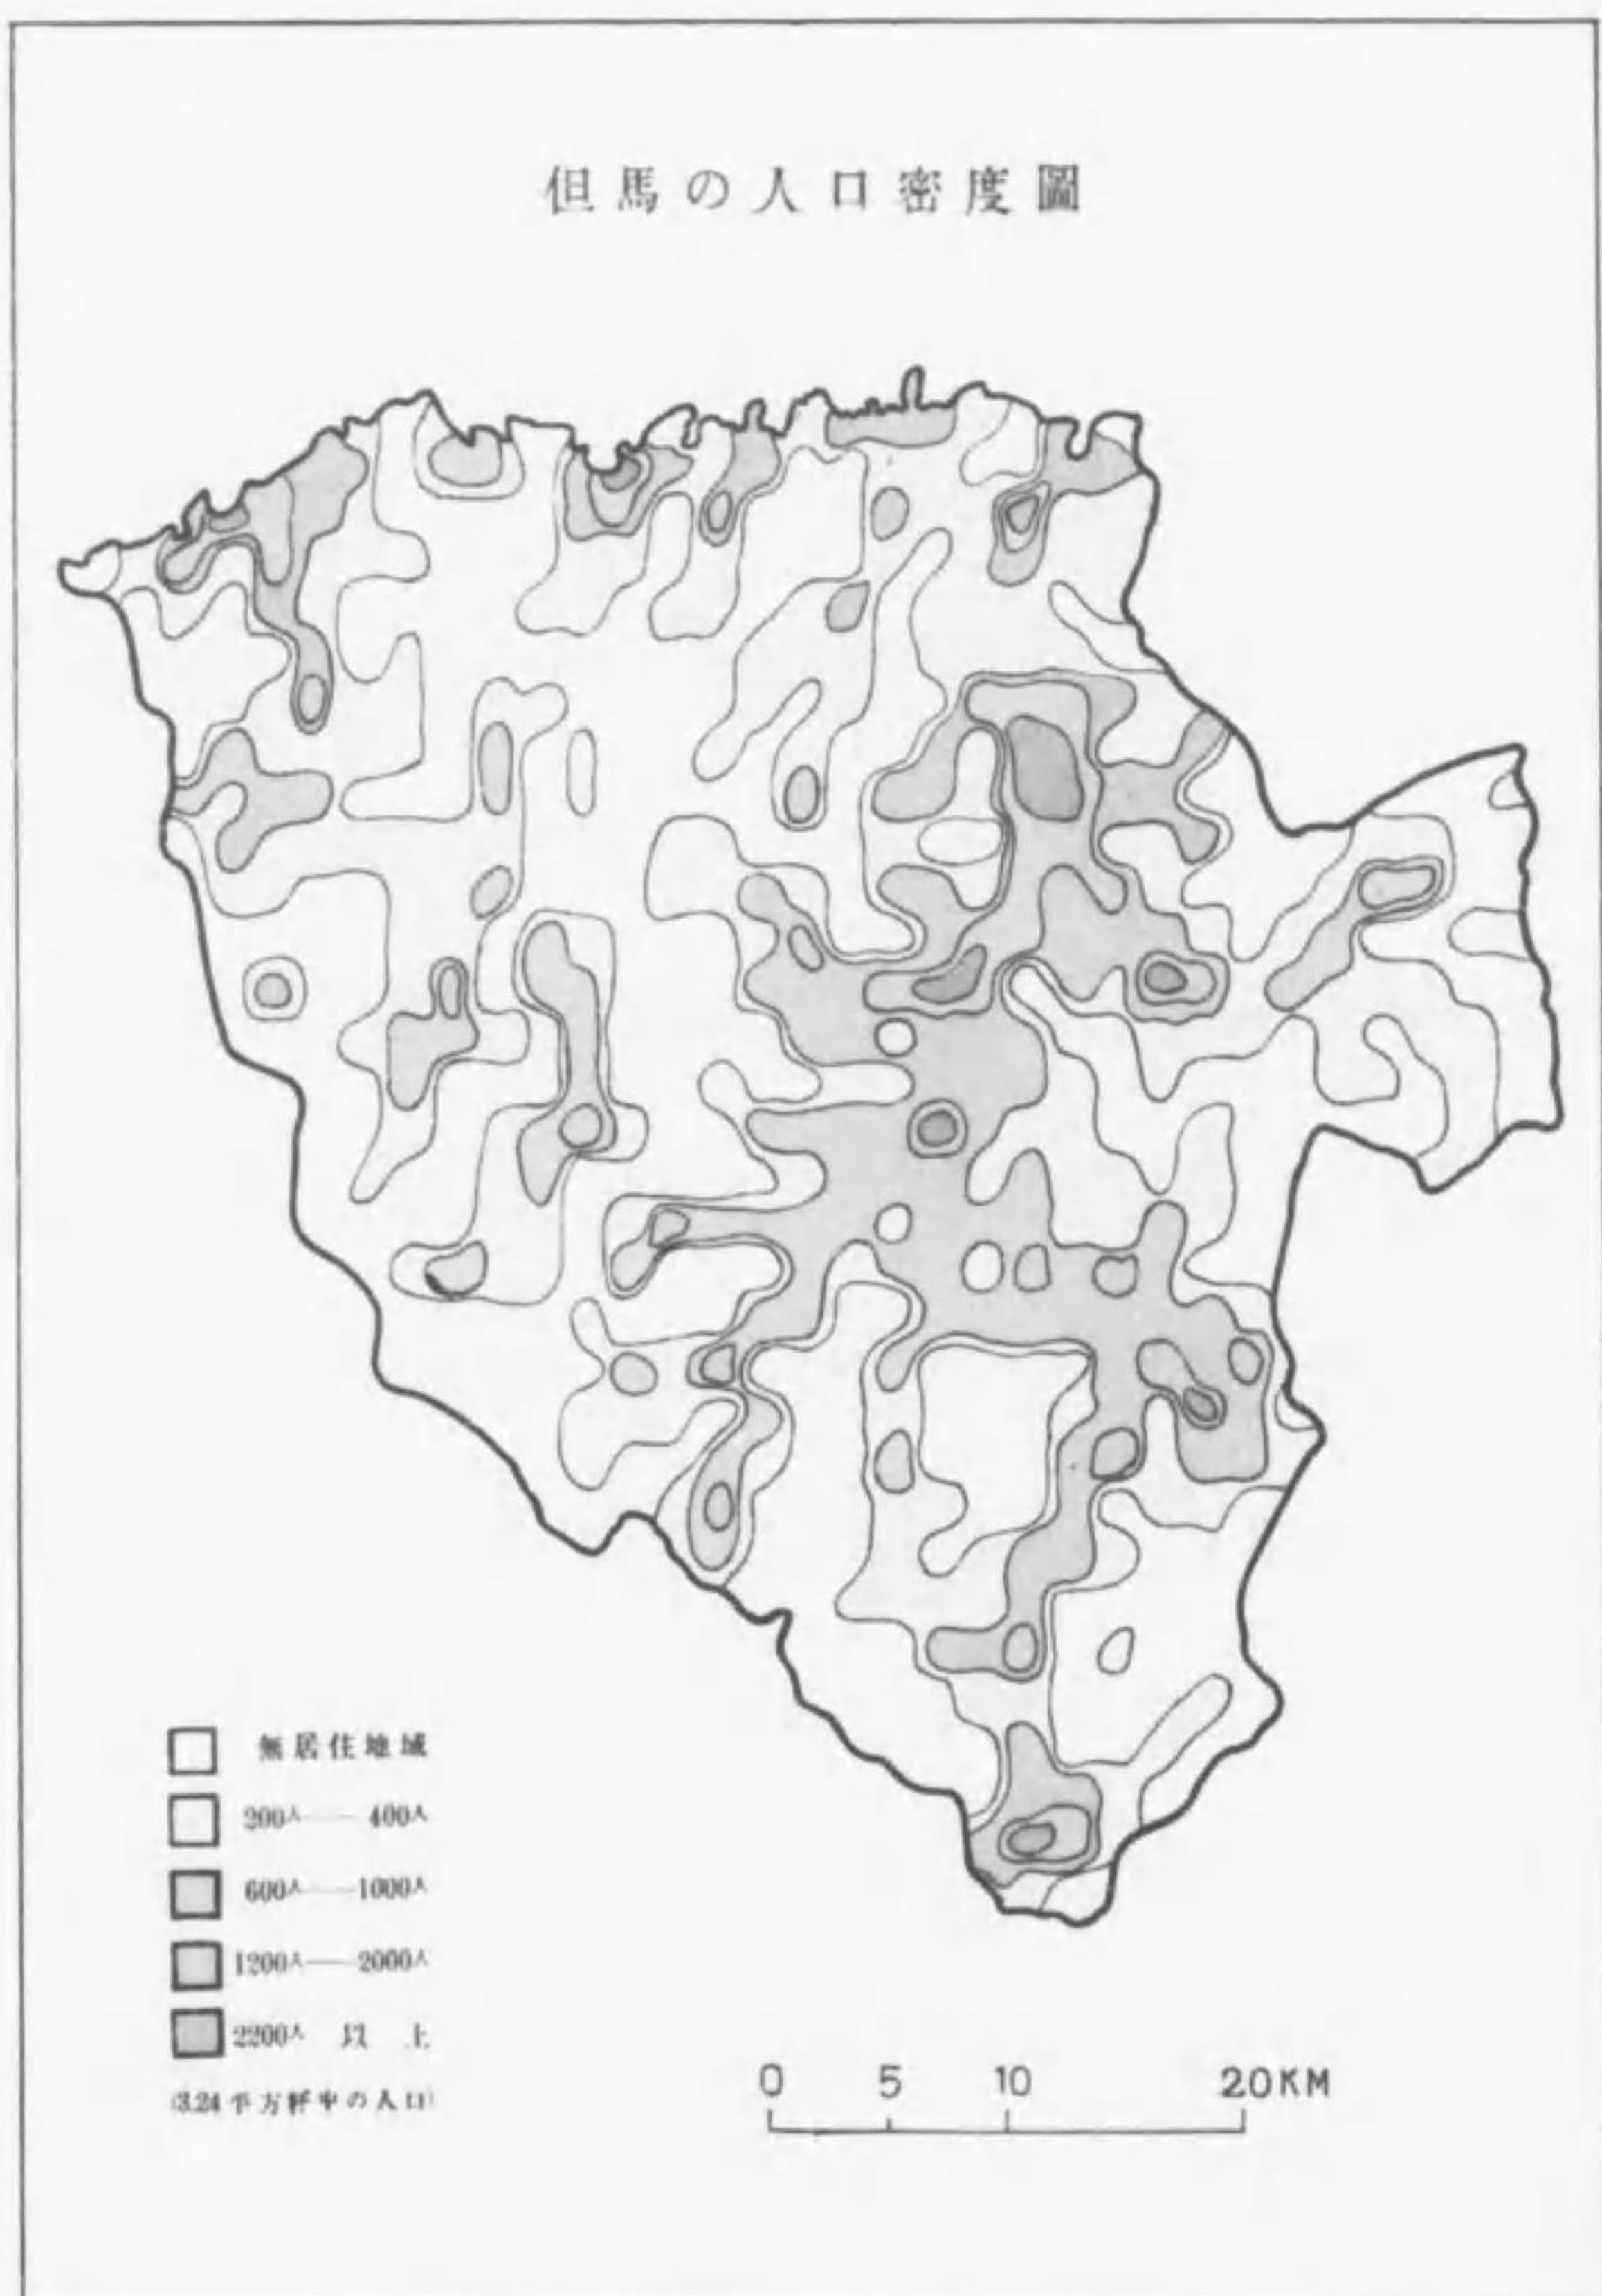 但馬の人口密度圖
無居住地域
200人——400人
600人——1000人
1200人——2000人
2200人 以 上
(3.24平方粁中の人口)
0 5 10 20KM